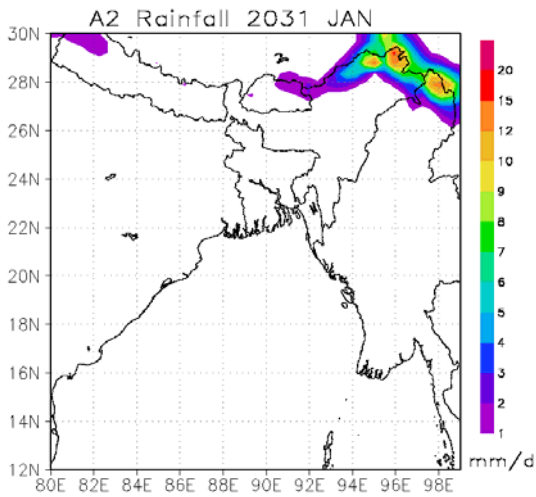 A2 Rainfall 2031 JAN
30N
28N
26N
24N
22N
20N
18N
16N
14N
12N
80E 82E 84E 86E 88E 90E 92E 94E 96E 98E
20
15
12
10
9
8
7
6
5
4
3
2
1
mm/d